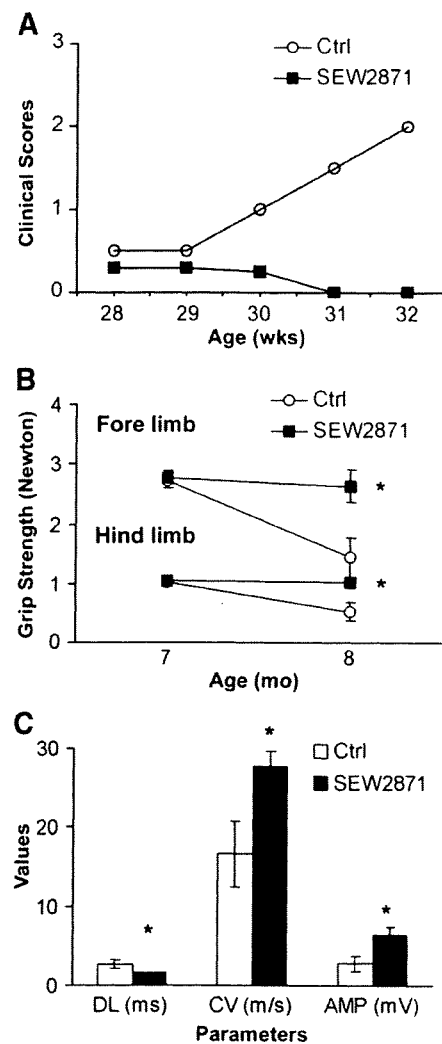 A
3
Ctrl
SEW2871
2
1
0
Clinical Scores
28 29 30 31 32
Age (wks)
B
Ctrl
SEW2871
4
Fore limb
3
*
2
Hind limb
1
*
0
Grip Strength (Newton)
7 8
Age (mo)
C
30
*
Ctrl
SEW2871
20
Values
10
*
*
0
DL (ms) CV (m/s) AMP (mV)
Parameters